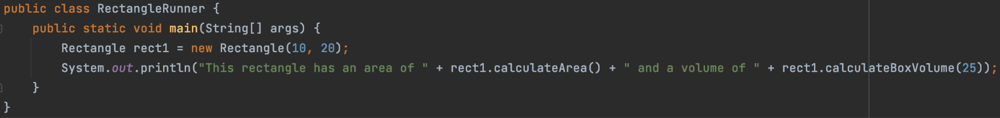 public class RectangleRunner {
    public static void main(String[] args) {
        Rectangle rect1 = new Rectangle(10, 20);
        System.out.println("This rectangle has an area of " + rect1.calculateArea() + " and a volume of " + rect1.calculateBoxVolume(25));
    }
}